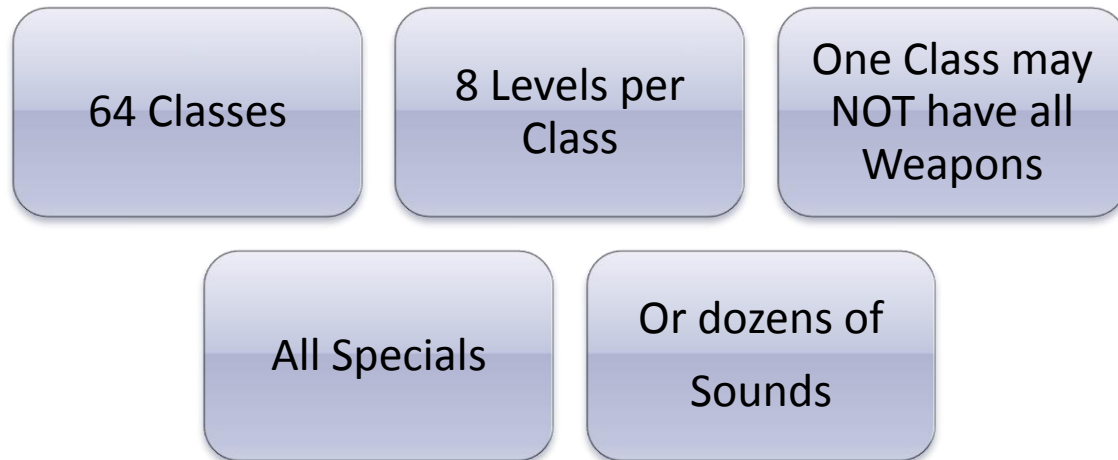 64 Classes
8 Levels per
Class
One Class may
NOT have all
Weapons
All Specials
Or dozens of
Sounds